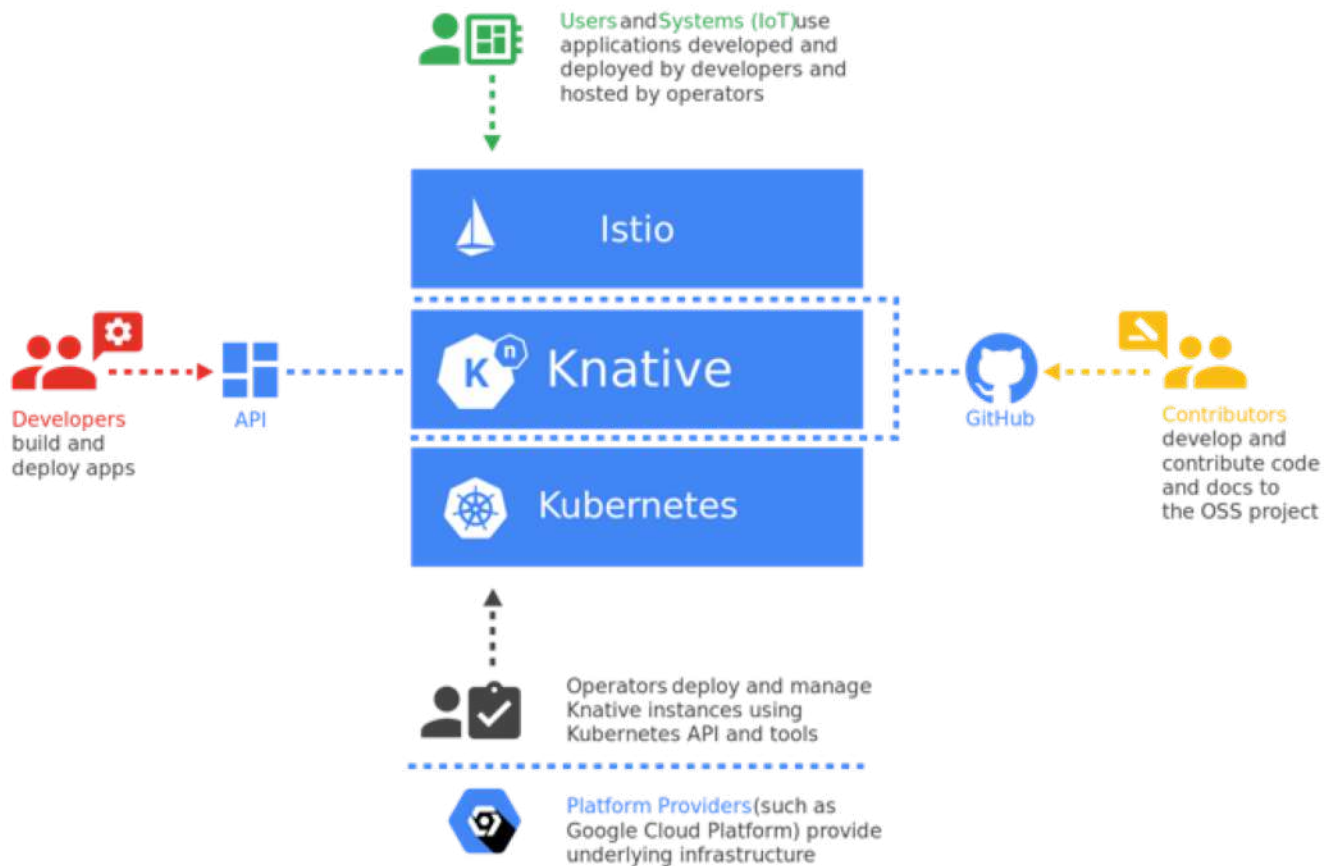 Users and Systems (IoT) use
applications developed and
deployed by developers and
hosted by operators
Istio
K n Knative
Developers
build and
deploy apps
API
GitHub
Contributors
develop and
contribute code
and docs to
the OSS project
Kubernetes
Operators deploy and manage
Knative instances using
Kubernetes API and tools
Platform Providers (such as
Google Cloud Platform) provide
underlying infrastructure